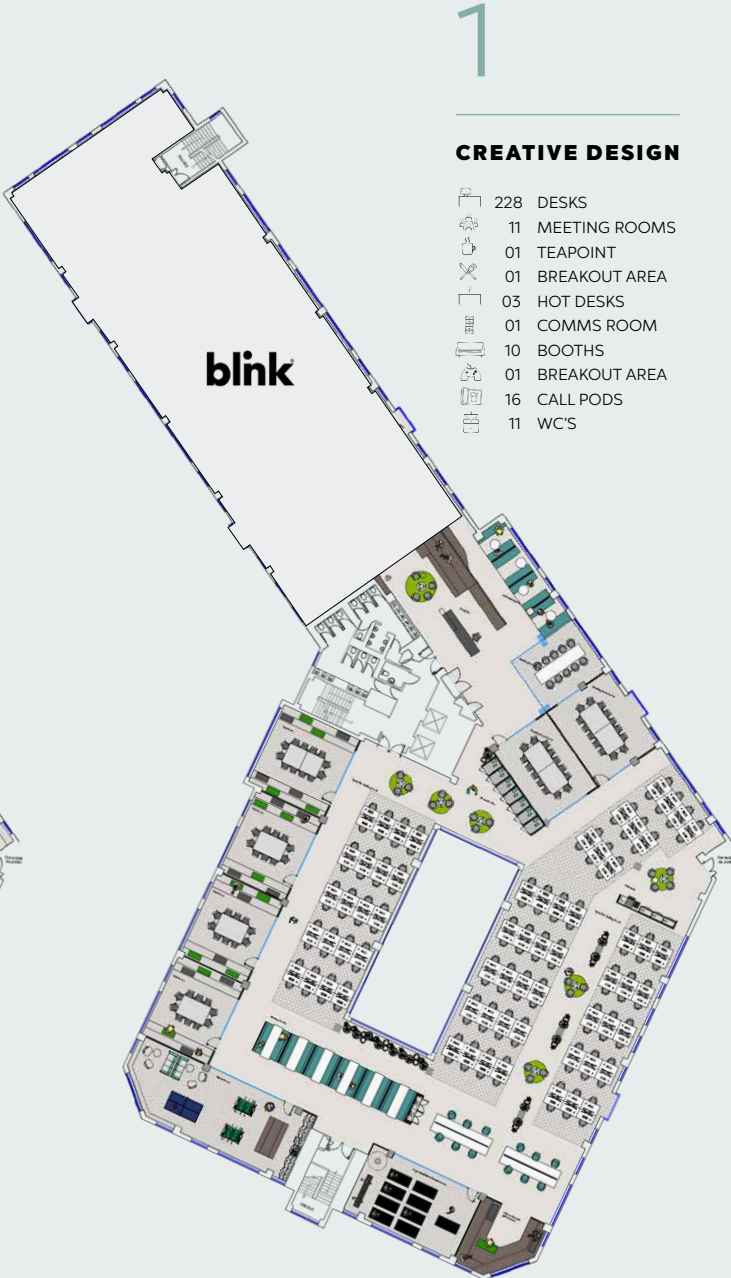 1
CREATIVE DESIGN
228 DESKS
11 MEETING ROOMS
01 TEAPOINT
01 BREAKOUT AREA
03 HOT DESKS
01 COMMS ROOM
10 BOOTHS
01 BREAKOUT AREA
16 CALL PODS
11 WC'S
blink